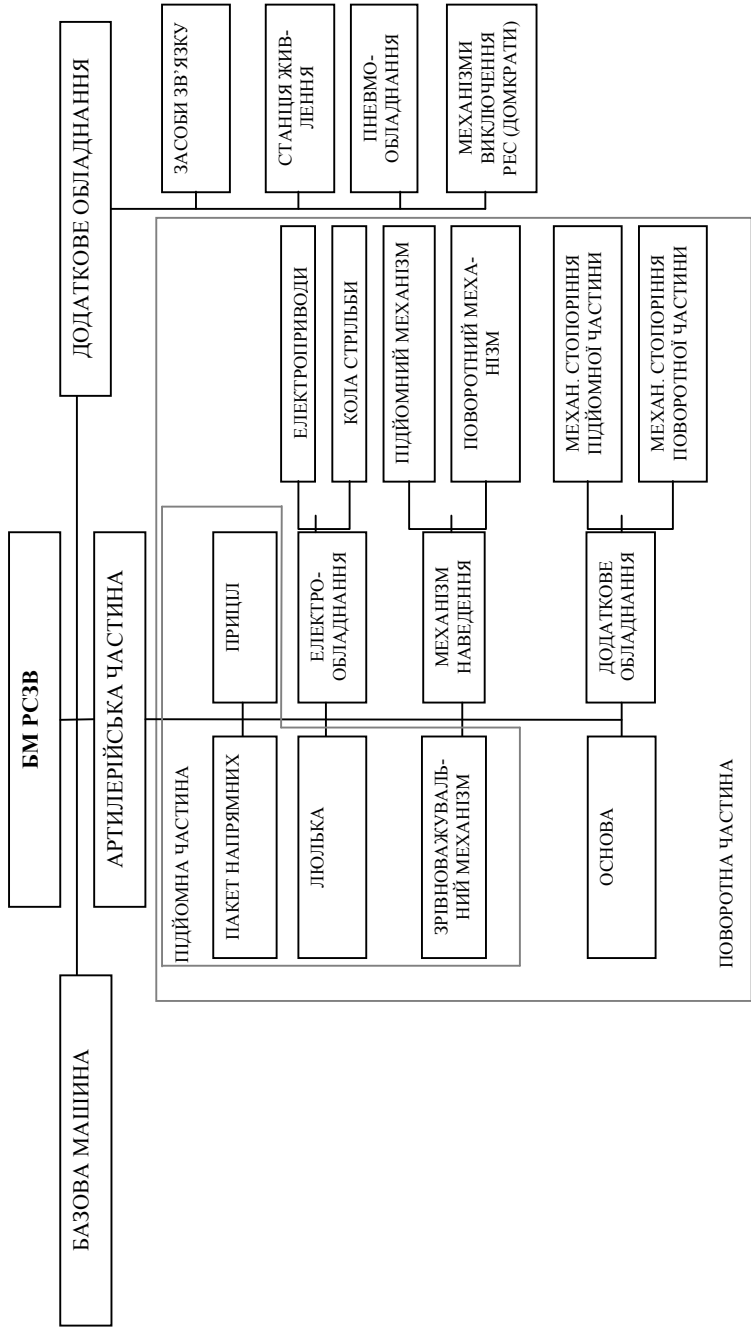 БМ РСЗВ
БАЗОВА МАШИНА
АРТИЛЕРІЙСЬКА ЧАСТИНА
ДОДАТКОВЕ ОБЛАДНАННЯ
ПІДЙОМНА ЧАСТИНА
ПАКЕТ НАПРЯМНИХ
ПРИЦІЛ
ЛЮЛЬКА
ЕЛЕКТРО-
ОБЛАДНАННЯ
ЕЛЕКТРОПРИВОДИ
КОЛА СТРІЛЬБИ
ЗРІВНОВАЖУВАЛЬ-
НИЙ МЕХАНІЗМ
МЕХАНІЗМ
НАВЕДЕННЯ
ПІДЙОМНИЙ МЕХАНІЗМ
ПОВОРОТНИЙ МЕХА-
НІЗМ
ОСНОВА
ДОДАТКОВЕ
ОБЛАДНАННЯ
МЕХАН. СТОПОРІННЯ
ПІДЙОМНОЇ ЧАСТИНИ
МЕХАН. СТОПОРІННЯ
ПОВОРОТНОЇ ЧАСТИНИ
ПОВОРОТНА ЧАСТИНА
ЗАСОБИ ЗВ’ЯЗКУ
СТАНЦІЯ ЖИВ-
ЛЕННЯ
ПНЕВМО-
ОБЛАДНАННЯ
МЕХАНІЗМИ
ВИКЛЮЧЕННЯ
РЕС (ДОМКРАТИ)